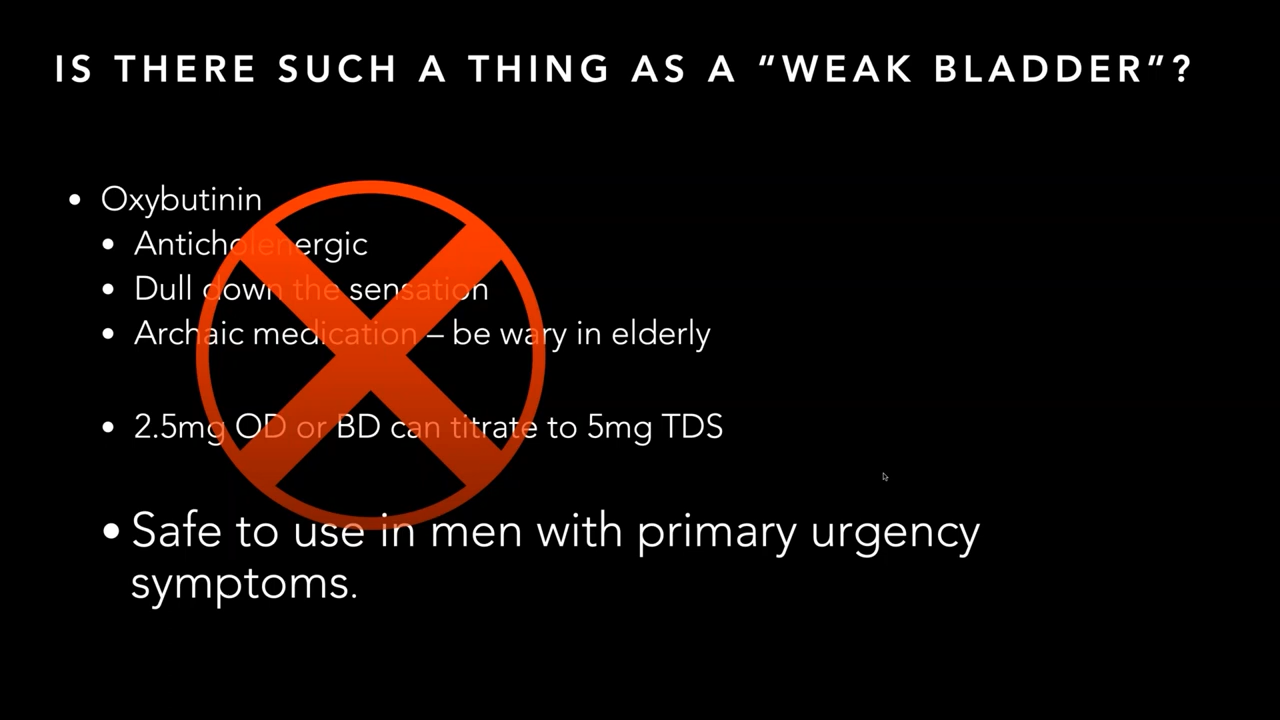 IS THERE SUCH A THING AS A “WEAK BLADDER”?
• Oxybutinin
• Anticholenergic
• Dull down the sensation
• Archaic medication – be wary in elderly
• 2.5mg OD or BD can titrate to 5mg TDS
• Safe to use in men with primary urgency
symptoms.